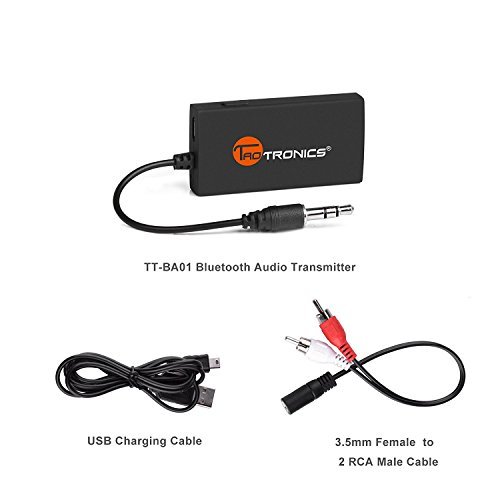 TaoTRONICS®
TT-BA01 Bluetooth Audio Transmitter
USB Charging Cable
3.5mm Female to
2 RCA Male Cable